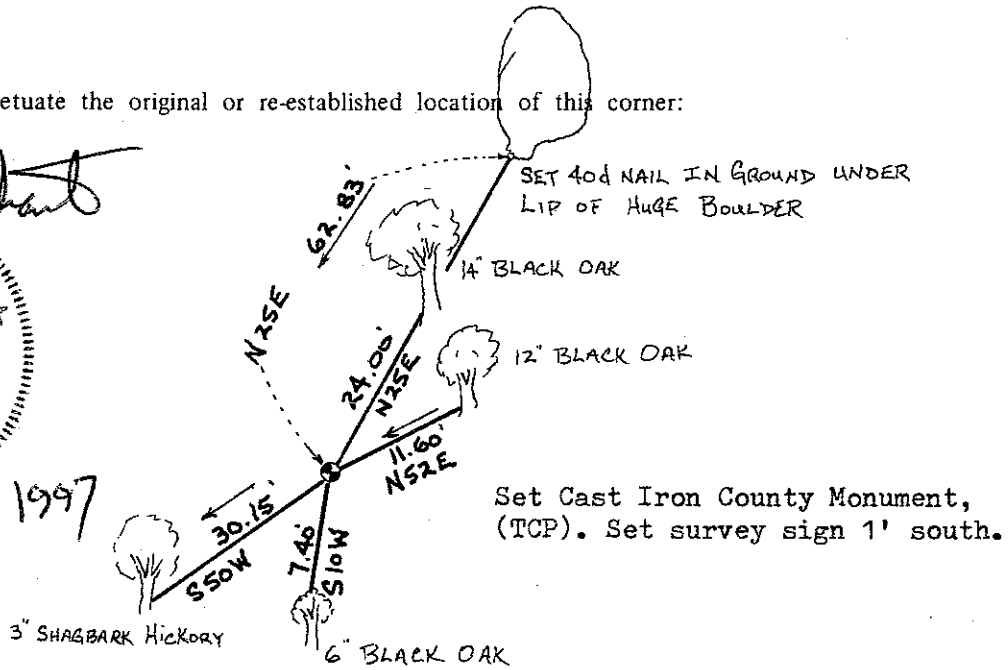 etuate the original or re-established location of this corner:
SET 40d NAIL IN GROUND UNDER
LIP OF HUGE BOULDER
62.83'
N25E
14" BLACK OAK
24.00'
N25E
12" BLACK OAK
11.60'
N52E
1997
30.15'
S50W
7.40'
S10W
Set Cast Iron County Monument,
(TCP). Set survey sign 1' south.
3" SHAGBARK HICKORY
6" BLACK OAK